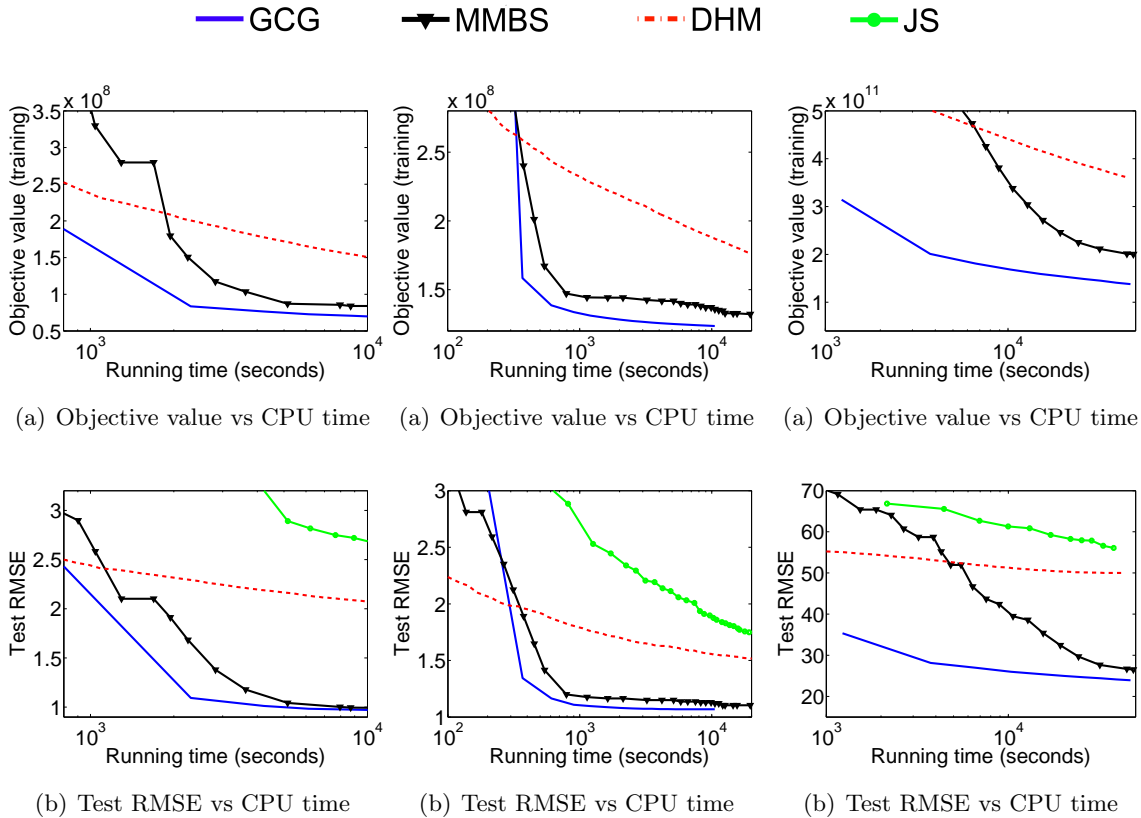 GCG MMBS DHM JS
x 10^8
3.5
3
2.5
2
1.5
1
0.5
10^3 10^4
Objective value (training)
Running time (seconds)
(a) Objective value vs CPU time
x 10^8
2.5
1.5
10^2 10^3 10^4
Objective value (training)
Running time (seconds)
(a) Objective value vs CPU time
x 10^11
5
4
3
2
1
10^3 10^4
Objective value (training)
Running time (seconds)
(a) Objective value vs CPU time
3
2.5
2
1.5
1
10^3 10^4
Test RMSE
Running time (seconds)
(b) Test RMSE vs CPU time
3
2.5
2
1.5
1
10^2 10^3 10^4
Test RMSE
Running time (seconds)
(b) Test RMSE vs CPU time
70
60
50
40
30
20
10^3 10^4
Test RMSE
Running time (seconds)
(b) Test RMSE vs CPU time